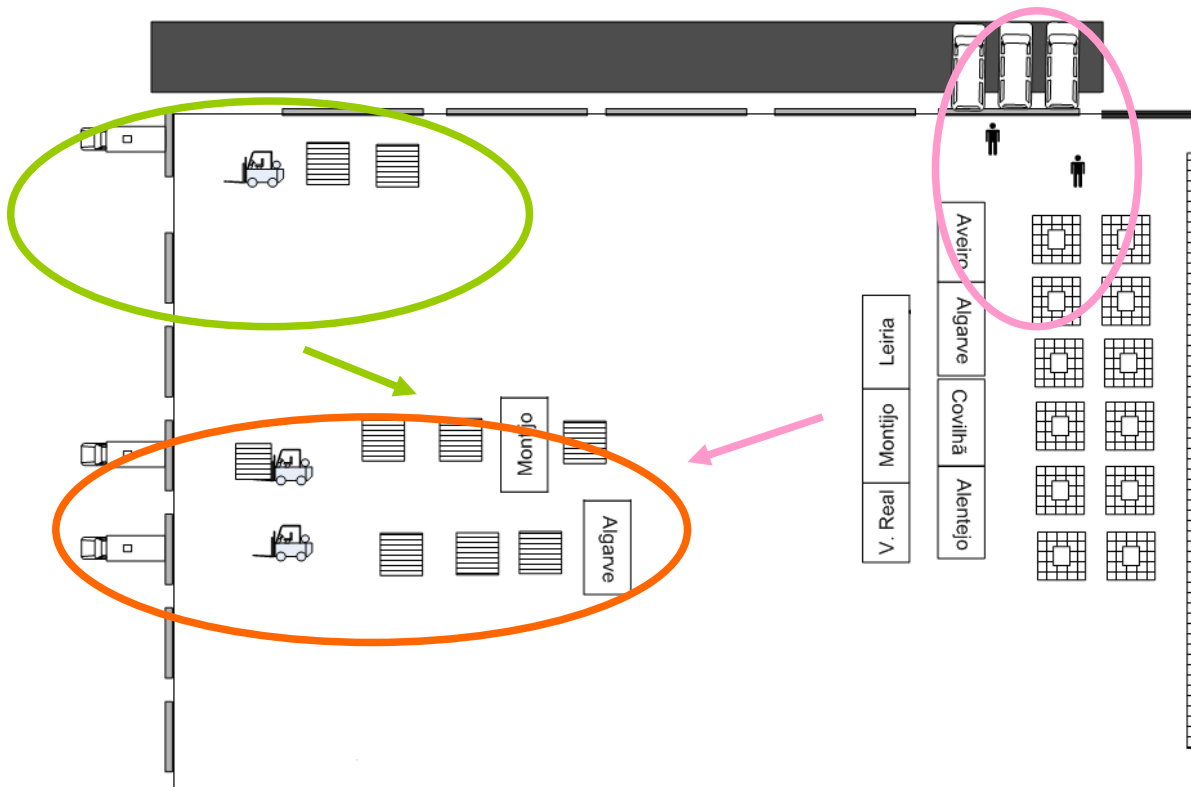 Aveiro
Algarve
Covilhã
Alentejo
Leiria
Montijo
V. Real
Montijo
Algarve